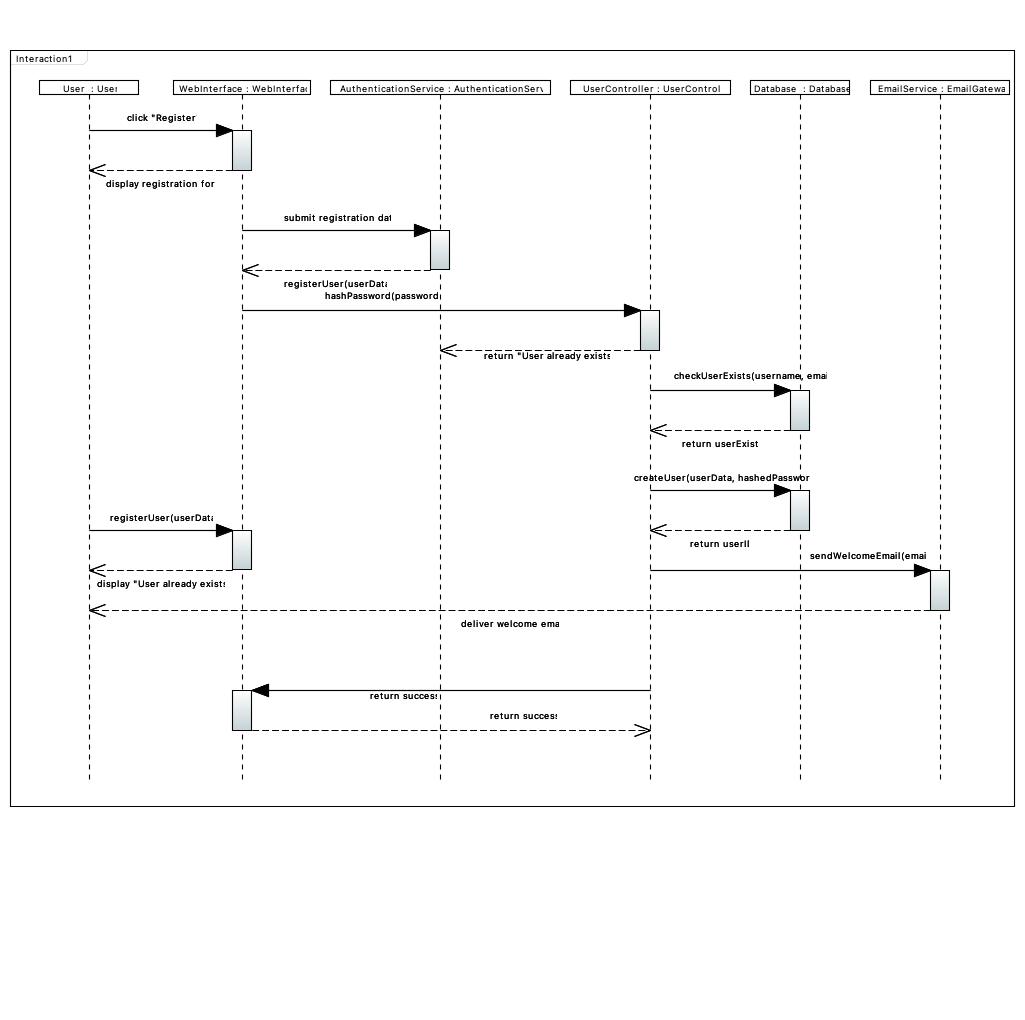 Interaction1
User : User
WebInterface : WebInterfac
AuthenticationService : AuthenticationServ
UserController : UserControl
Database : Database
EmailService : EmailGatewa
click "Register
display registration for
submit registration dat
registerUser(userData
hashPassword(password
return "User already exists
checkUserExists(username, emai
return userExist
createUser(userData, hashedPasswor
registerUser(userData
return userI
sendWelcomeEmail(emai
display "User already exists
deliver welcome ema
return success
return success